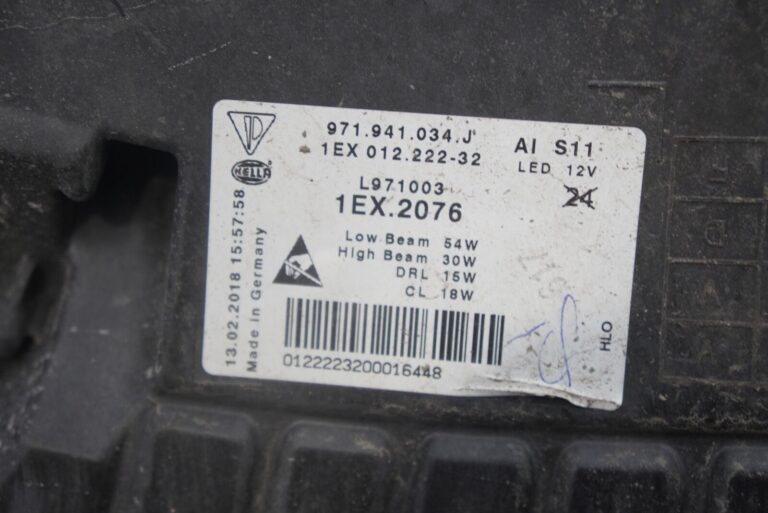 971.941.034.J
1EX 012.222-32
AI S11
LED 12V
24
HELLA
L971003
1EX.2076
Low Beam 54W
High Beam 30W
DRL 15W
CL 18W
13.02.2018 15:57:58
Made in Germany
0122223200016448
HLO